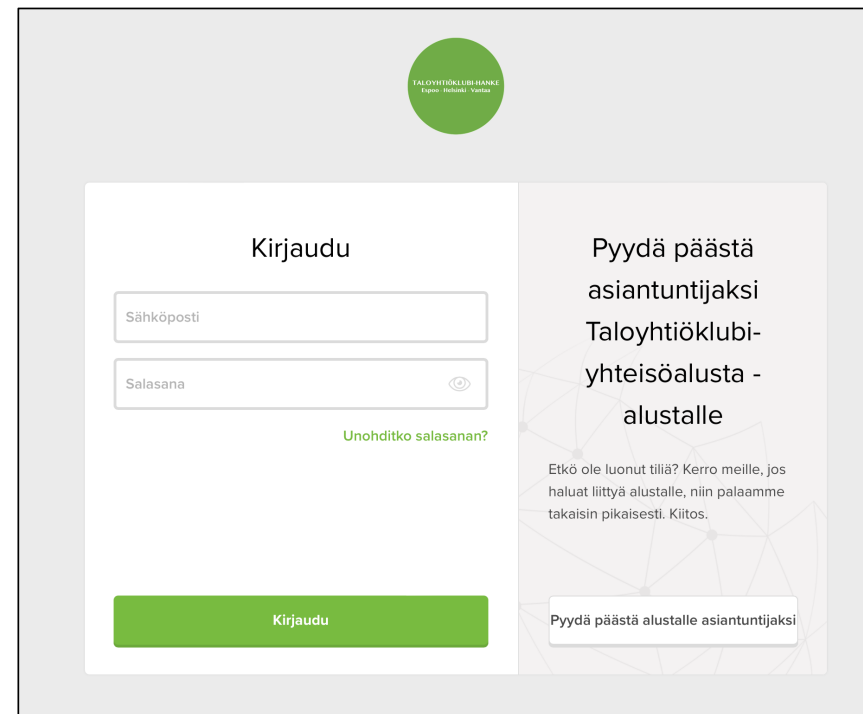 TALOYHTIÖKLUBI-HANKE
Espoo Helsinki Vantaa
Kirjaudu
Sähköposti
Salasana
Unohditko salasanan?
Kirjaudu
Pyydä päästä
asiantuntijaksi
Taloyhtiöklubi-
yhteisöalusta -
alustalle
Etkö ole luonut tiliä? Kerro meille, jos
haluat liittyä alustalle, niin palaamme
takaisin pikaisesti. Kiitos.
Pyydä päästä alustalle asiantuntijaksi